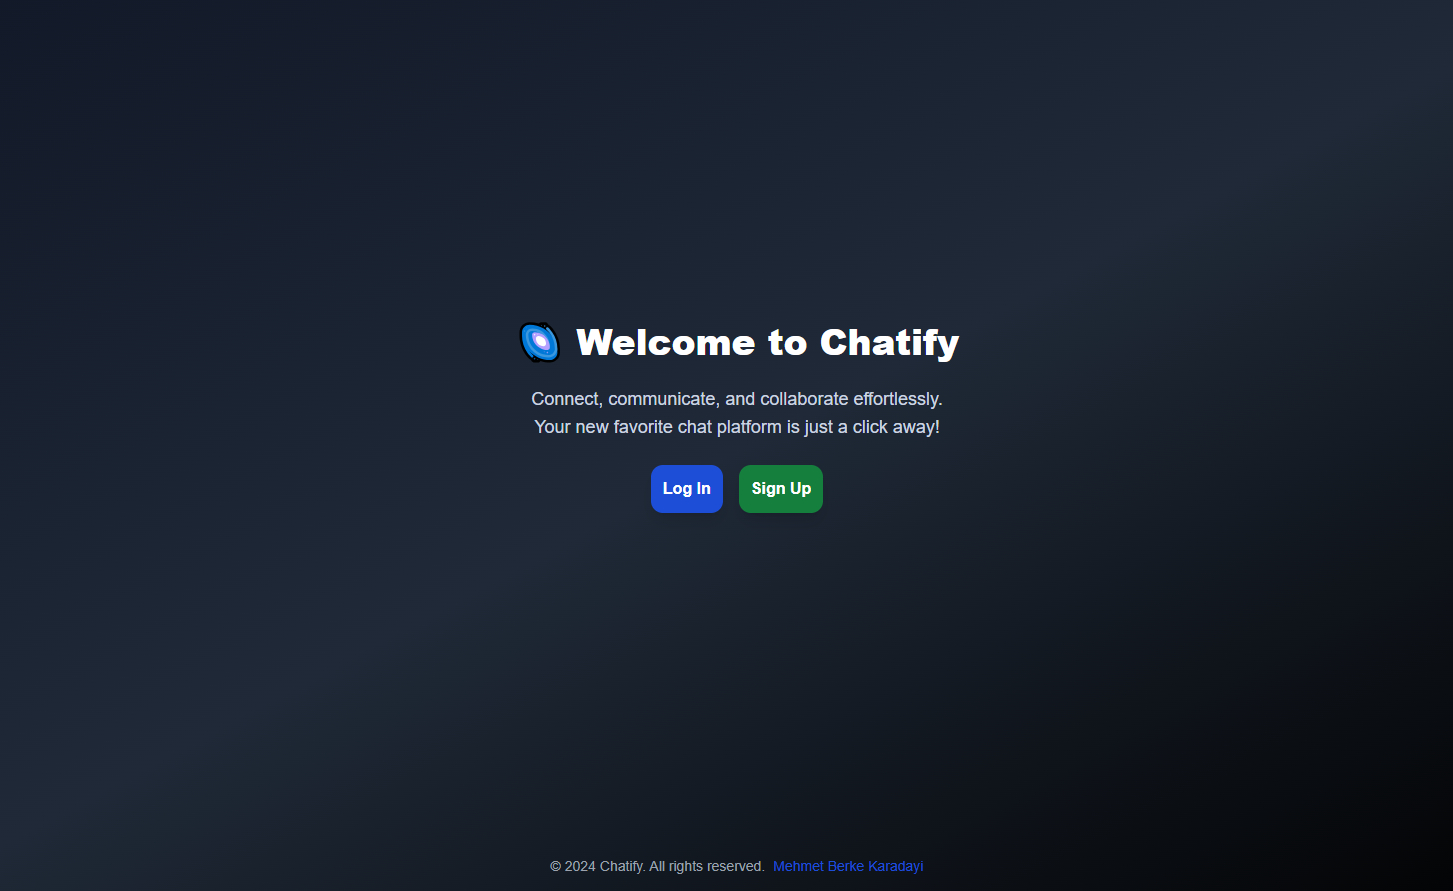 Welcome to Chatify
Connect, communicate, and collaborate effortlessly.
Your new favorite chat platform is just a click away!
Log In
Sign Up
© 2024 Chatify. All rights reserved. Mehmet Berke Karadayi